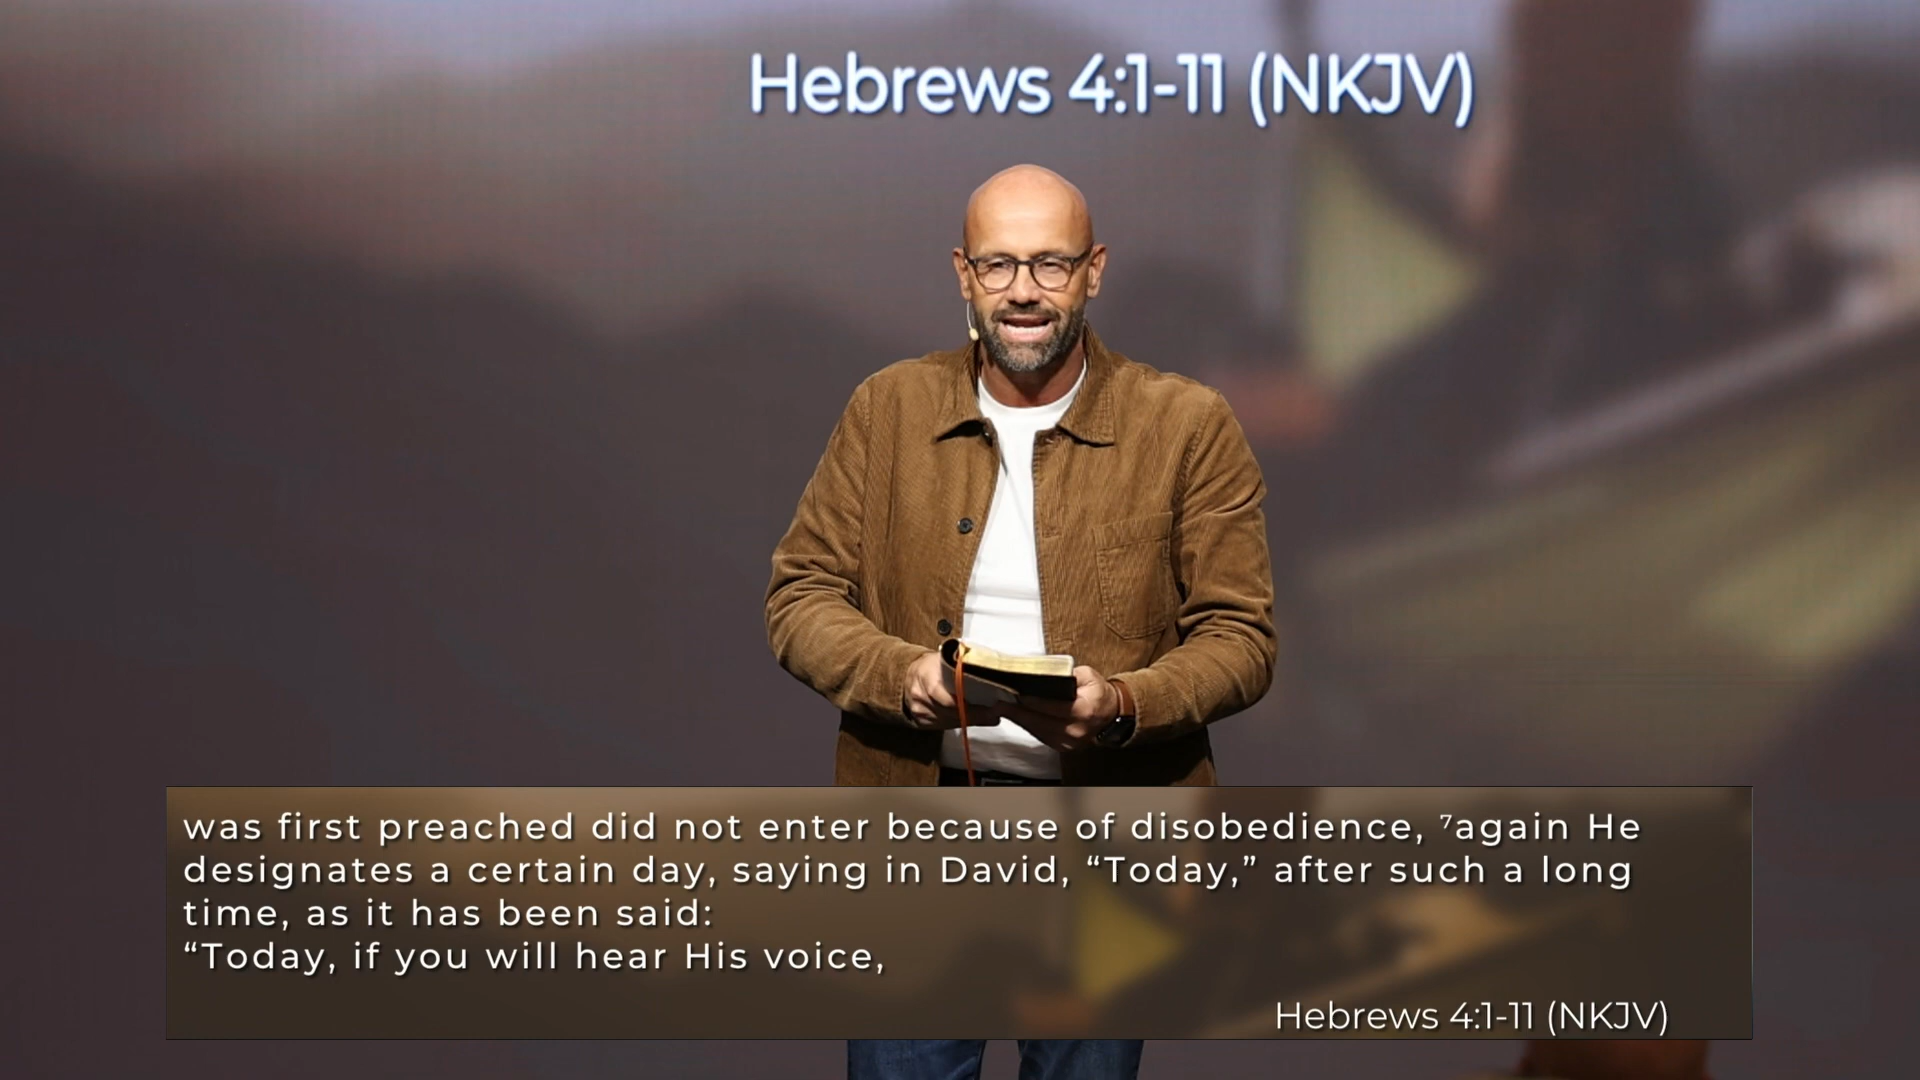 Hebrews 4:1-11 (NKJV)
was first preached did not enter because of disobedience, ⁷again He
designates a certain day, saying in David, “Today,” after such a long
time, as it has been said:
“Today, if you will hear His voice,
Hebrews 4:1-11 (NKJV)